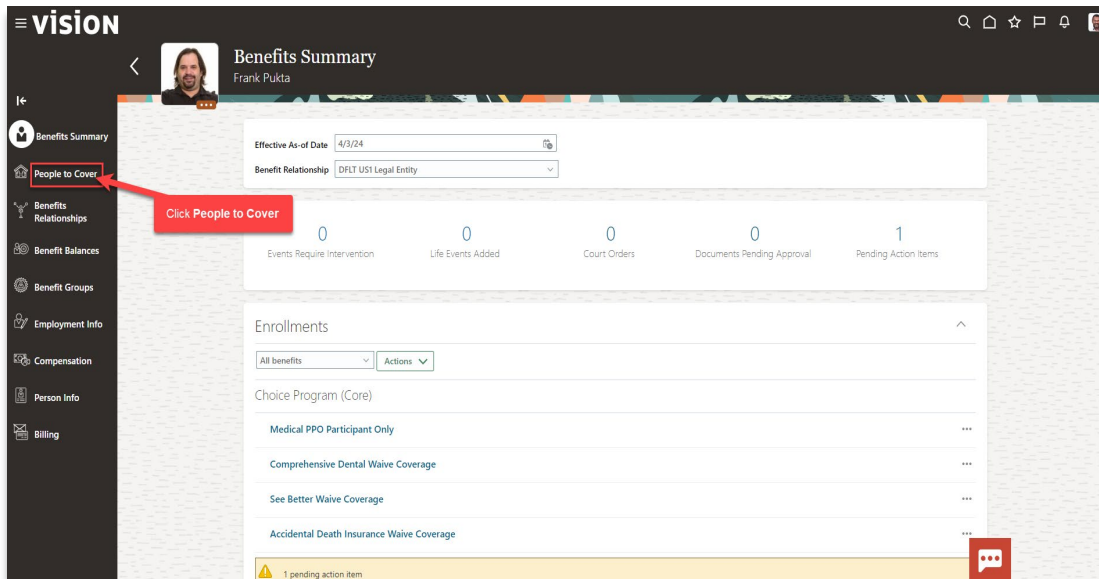 vision
Benefits Summary
Frank Pukta
Benefits Summary
People to Cover
Benefits
Relationships
Benefit Balances
Benefit Groups
Employment Info
Compensation
Person Info
Billing
Click People to Cover
Effective As-of Date 4/3/24
Benefit Relationship DFLT US1 Legal Entity
0 0 0 0 1
Events Require Intervention Life Events Added Court Orders Documents Pending Approval Pending Action Items
Enrollments
All benefits Actions
Choice Program (Core)
Medical PPO Participant Only
Comprehensive Dental Waive Coverage
See Better Waive Coverage
Accidental Death Insurance Waive Coverage
1 pending action item